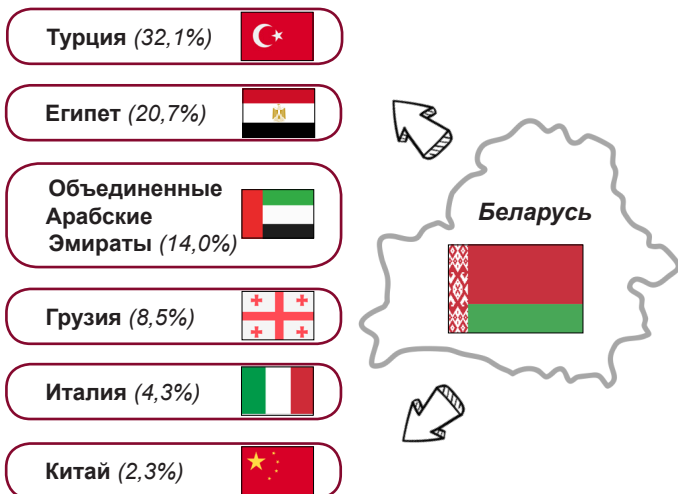 Турция (32,1%)
Египет (20,7%)
Объединенные
Арабские
Эмираты (14,0%)
Грузия (8,5%)
Италия (4,3%)
Китай (2,3%)
Беларусь